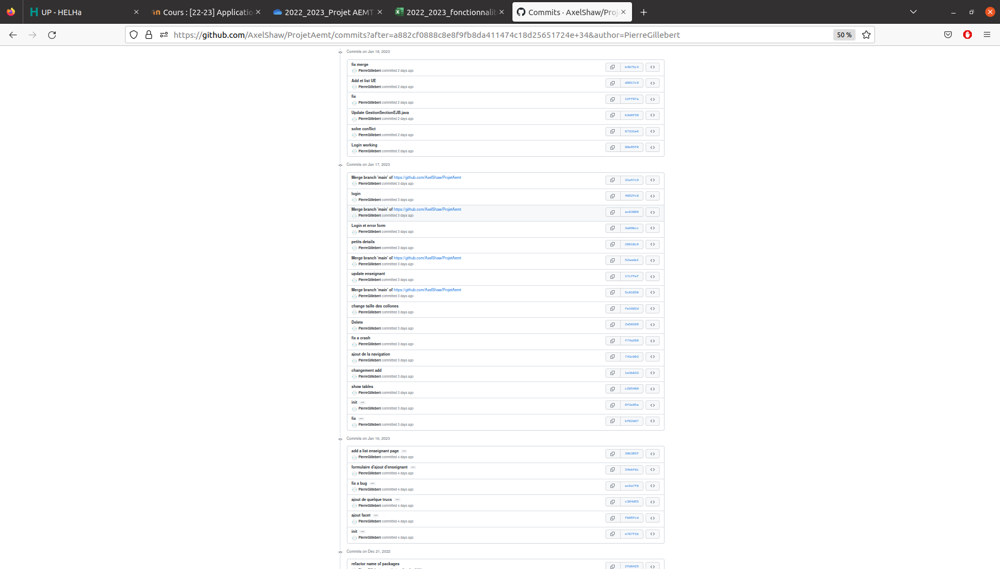 UP - HELHa
Cours : [22-23] Applicatio
2022_2023_Projet AEMT
2022_2023_fonctionnalit
Commits · AxelShaw/Proj
https://github.com/AxelShaw/ProjetAemt/commits?after=a882cf0888c8e8f9fb8da411474c18d25651724e+34&author=PierreGillebert
50 %
Commits on Jan 18, 2023
fix merge
PierreGillebert committed 2 days ago
b4075c4
Add et list UE
PierreGillebert committed 2 days ago
d8917c9
fix
PierreGillebert committed 2 days ago
12ff97a
Update GestionSectionEJB.java
PierreGillebert committed 2 days ago
b3d0f39
solve conflict
PierreGillebert committed 2 days ago
67331e6
Login working
PierreGillebert committed 2 days ago
Commits on Jan 17, 2023
Merge branch 'main' of https://github.com/AxelShaw/ProjetAemt
PierreGillebert committed 3 days ago
31a57c9
login
PierreGillebert committed 3 days ago
Merge branch 'main' of https://github.com/AxelShaw/ProjetAemt
PierreGillebert committed 3 days ago
Login et error form
PierreGillebert committed 3 days ago
3a89bcc
petits details
PierreGillebert committed 3 days ago
Merge branch 'main' of https://github.com/AxelShaw/ProjetAemt
PierreGillebert committed 3 days ago
52aada1
update enseignant
PierreGillebert committed 3 days ago
17cffef
Merge branch 'main' of https://github.com/AxelShaw/ProjetAemt
PierreGillebert committed 3 days ago
5c81650
change taille des collones
PierreGillebert committed 3 days ago
fe1602d
Delete
PierreGillebert committed 3 days ago
2a50109
fix a crash
PierreGillebert committed 3 days ago
f74a260
ajout de la navigation
PierreGillebert committed 3 days ago
743c093
changement add
PierreGillebert committed 3 days ago
1e3b833
show tables
PierreGillebert committed 3 days ago
c205400
init ...
PierreGillebert committed 3 days ago
0f3e95a
fix ...
PierreGillebert committed 3 days ago
bf02dd7
Commits on Jan 16, 2023
add a list enseignant page ...
PierreGillebert committed 4 days ago
38b365f
formulaire d'ajout d'enseignant ...
PierreGillebert committed 4 days ago
34ebfdc
fix a bug ...
PierreGillebert committed 4 days ago
ac6a7f0
ajout de quelque trucs ...
PierreGillebert committed 4 days ago
c304d55
ajout facet ...
PierreGillebert committed 4 days ago
fb06fcd
init ...
PierreGillebert committed 4 days ago
e707f1b
Commits on Dec 21, 2022
refactor name of packages
2fd6425